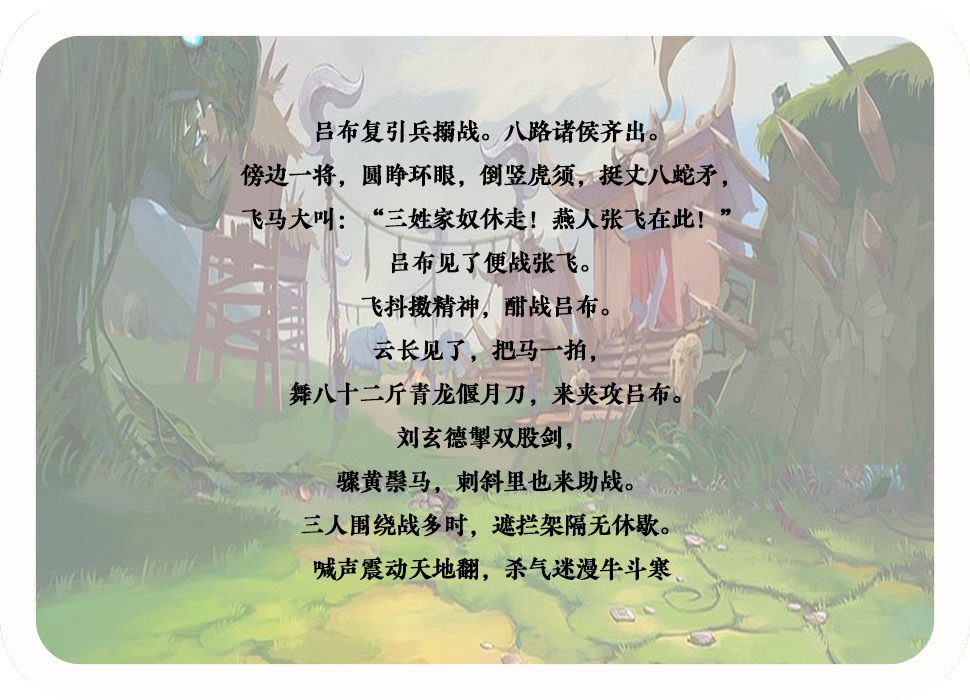 吕布复引兵搦战。八路诸侯齐出。
傍边一将，圆睁环眼，倒竖虎须，挺丈八蛇矛，
飞马大叫：“三姓家奴休走！燕人张飞在此！”
吕布见了便战张飞。
飞抖擞精神，酣战吕布。
云长见了，把马一拍，
舞八十二斤青龙偃月刀，来夹攻吕布。
刘玄德掣双股剑，
骤黄鬃马，刺斜里也来助战。
三人围绕战多时，遮拦架隔无休歇。
喊声震动天地翻，杀气迷漫牛斗寒